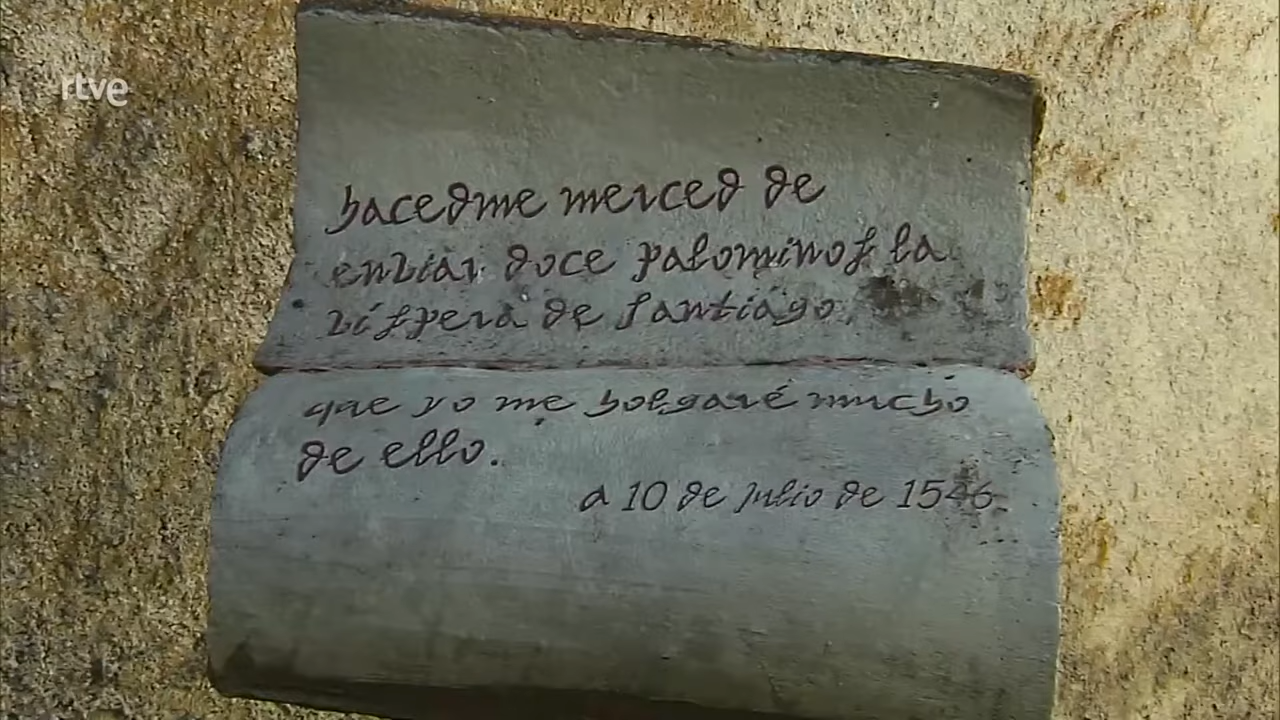 rtve
hacedme merced de
enbiar doce palominos la
bíspera de santiago,
que yo me holgaré mucho
de ello.
a 10 de julio de 1546